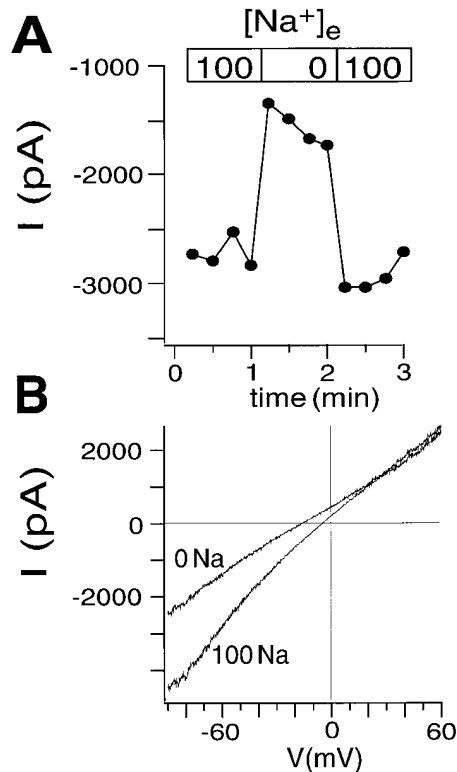 A
[Na+]e
100 0 100
-1000
-2000
-3000
I (pA)
0 1 2 3
time (min)
B
2000
0
-2000
I (pA)
0 Na
100 Na
-60 0 60
V(mV)